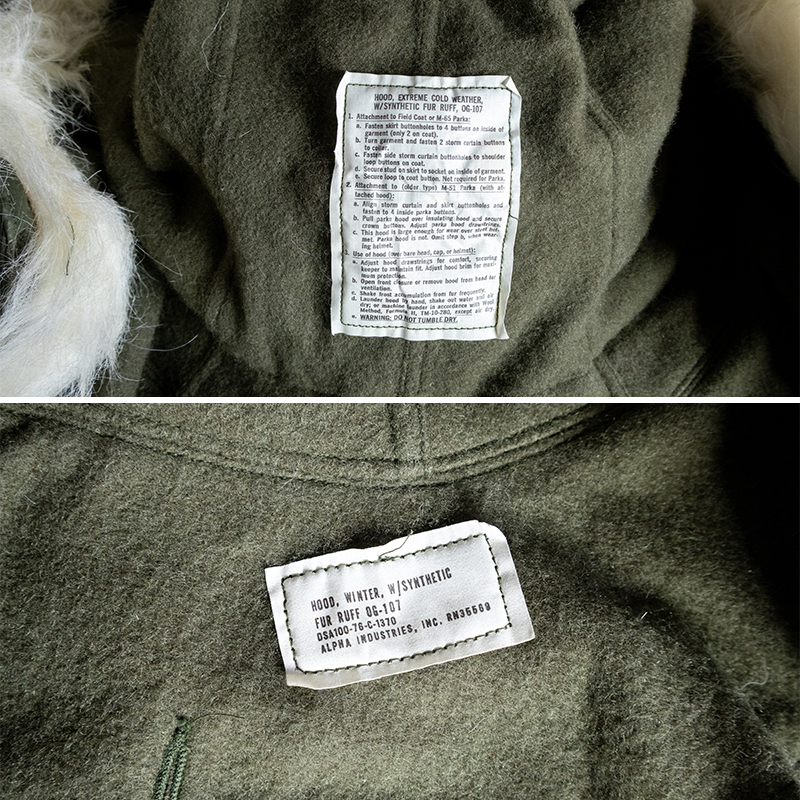 HOOD, EXTREME COLD WEATHER,
W/SYNTHETIC FUR RUFF, OG-107
1. Attachment to Field Coat or M-65 Parka:
a. Fasten skirt buttonholes to 4 buttons on inside of
garment (only 2 on coat).
b. Turn garment and fasten 2 storm curtain buttons
to collar.
c. Fasten side storm curtain buttonholes to shoulder
loop buttons on coat.
d. Secure stud on skirt to socket on inside of garment.
e. Secure loop to coat button. Not required for Parka.
2. Attachment to (older type) M-51 Parka (with at-
tached hood):
a. Align storm curtain and skirt buttonholes and
fasten to 4 inside parka buttons.
b. Pull parka hood over insulating hood and secure
crown buttons. Adjust parka hood drawstrings.
c. This hood is large enough for wear over steel hel-
met. Parka hood is not. Omit step b, when wear-
ing helmet.
3. Use of hood (over bare head, cap, or helmet):
a. Adjust hood drawstrings for comfort, securing
keeper to maintain fit. Adjust hood brim for maxi-
mum protection.
b. Open front closure or remove hood from head for
ventilation.
c. Shake frost accumulation from fur frequently.
d. Launder hood by hand, shake out water and air
dry; or machine launder in accordance with Wool
Method, Formula II, TM-10-280, except air dry.
e. WARNING: DO NOT TUMBLE DRY.
HOOD, WINTER, W/SYNTHETIC
FUR RUFF OG-107
DSA100-76-C-1370
ALPHA INDUSTRIES, INC. RN35569